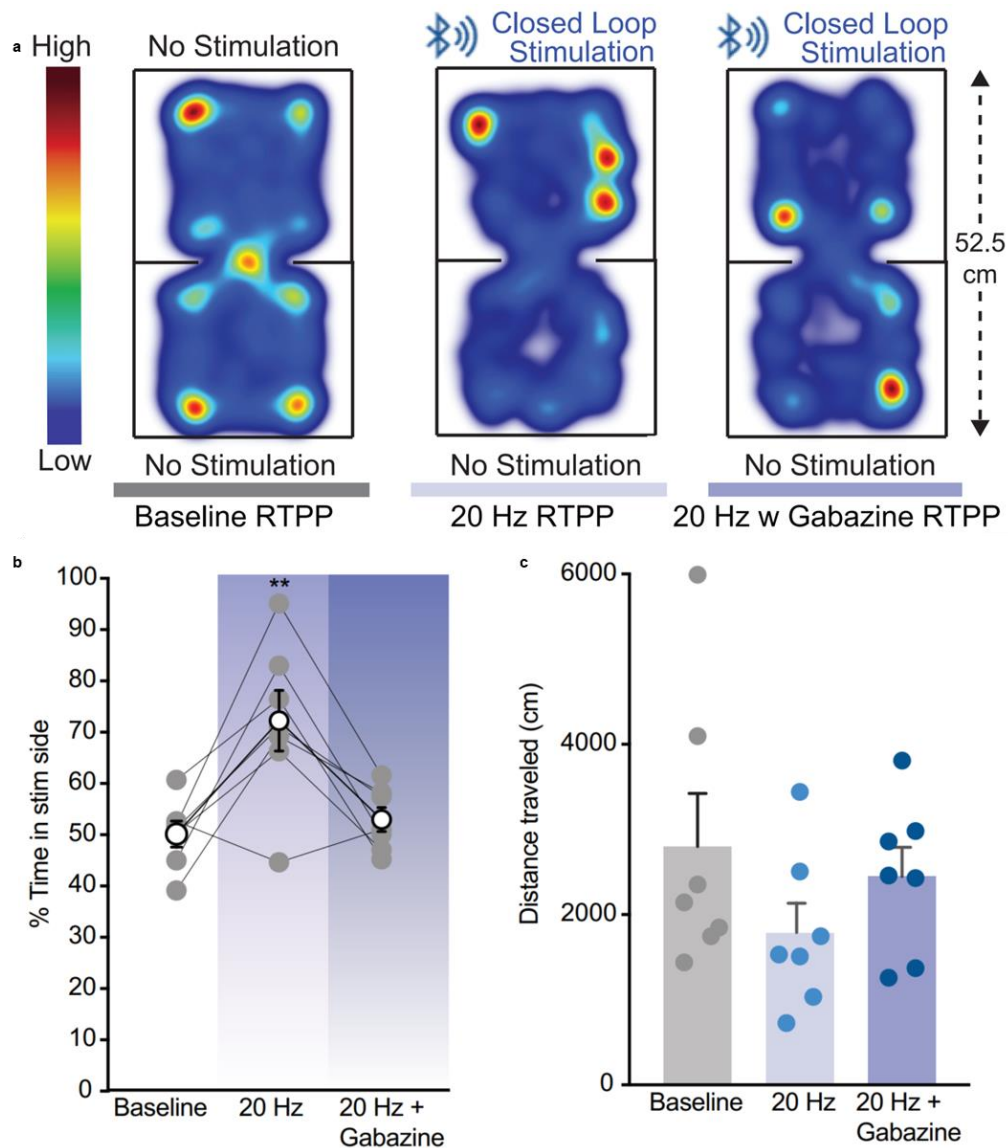 a
High
Low
No Stimulation
No Stimulation
Baseline RTPP
Closed Loop
Stimulation
No Stimulation
20 Hz RTPP
Closed Loop
Stimulation
No Stimulation
20 Hz w Gabazine RTPP
52.5
cm
b
% Time in stim side
100
90
80
70
60
50
40
30
20
10
0
**
Baseline
20 Hz
20 Hz +
Gabazine
c
Distance traveled (cm)
6000
4000
2000
0
Baseline
20 Hz
20 Hz +
Gabazine